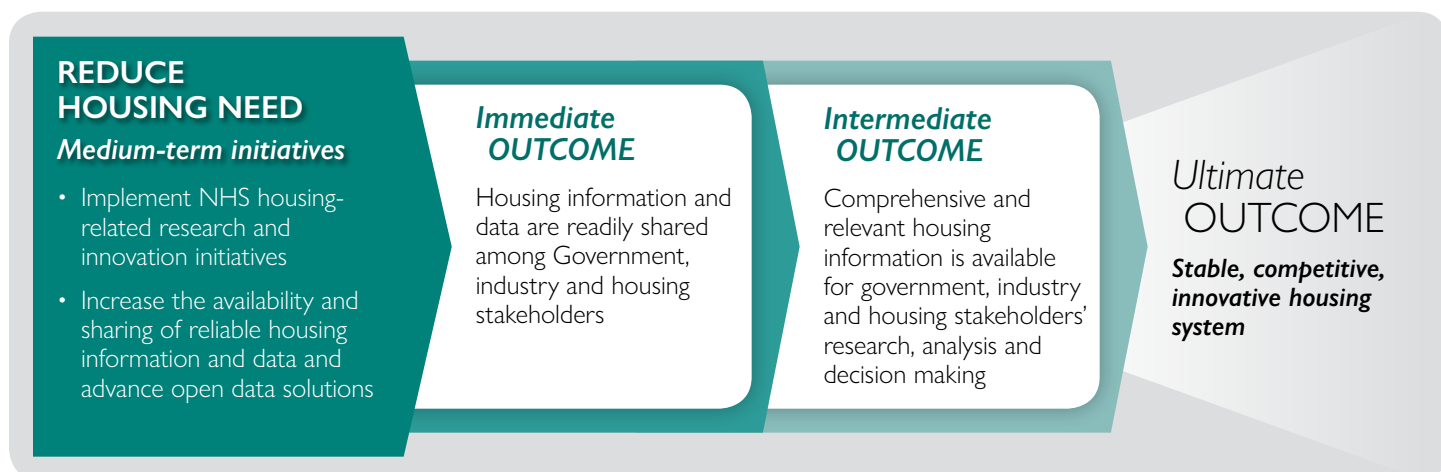 REDUCE
HOUSING NEED
Medium-term initiatives
• Implement NHS housing-
related research and
innovation initiatives
• Increase the availability and
sharing of reliable housing
information and data and
advance open data solutions
Immediate
OUTCOME
Housing information and
data are readily shared
among Government,
industry and housing
stakeholders
Intermediate
OUTCOME
Comprehensive and
relevant housing
information is available
for government, industry
and housing stakeholders’
research, analysis and
decision making
Ultimate
OUTCOME
Stable, competitive,
innovative housing
system